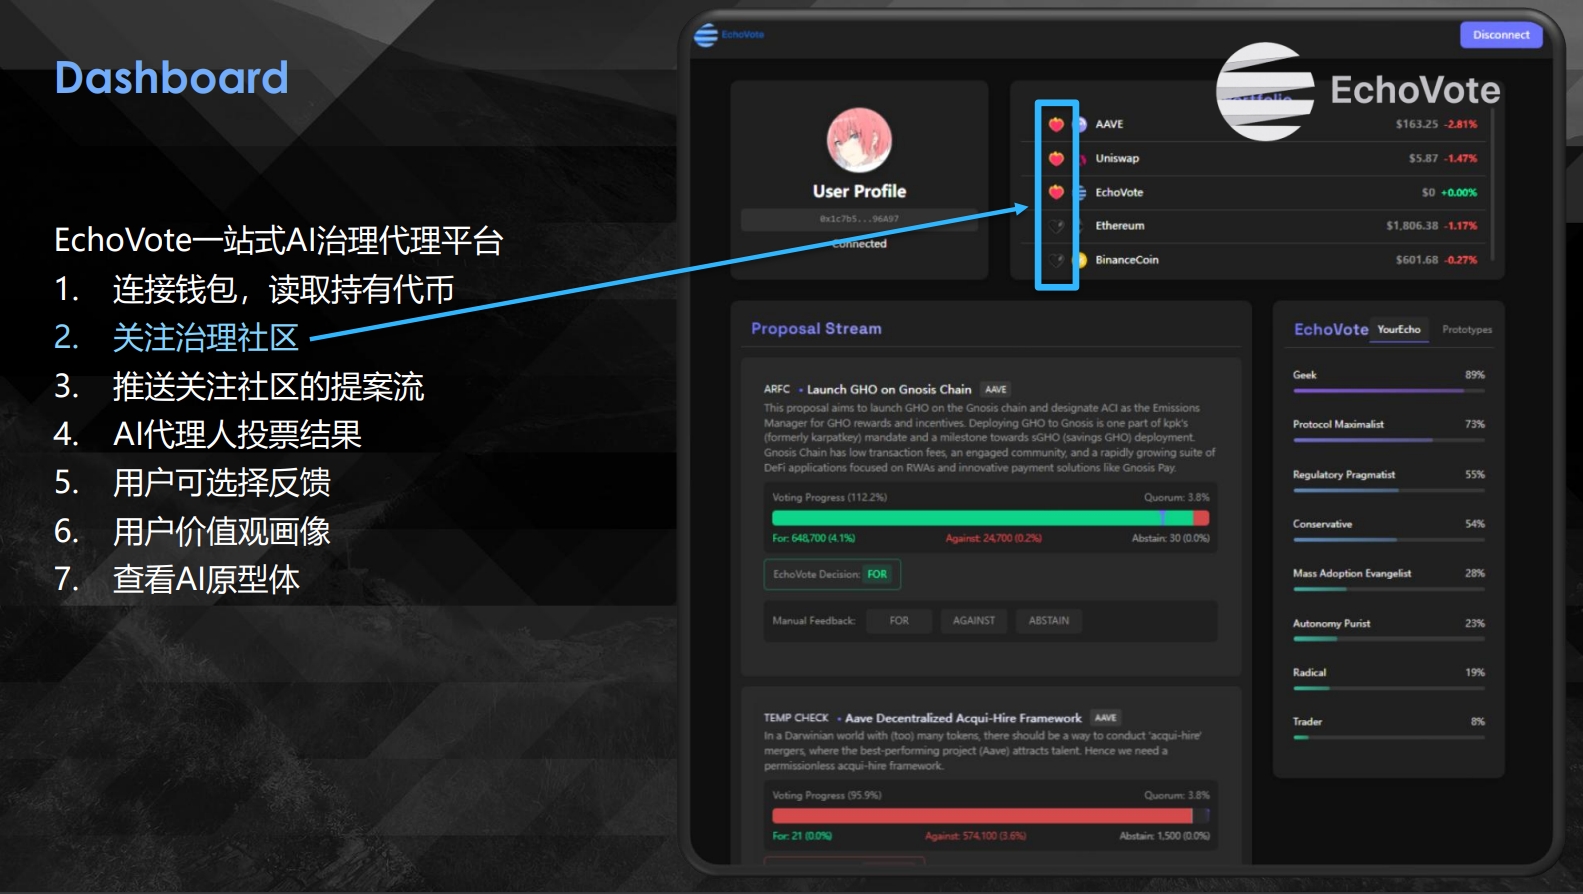 Dashboard
EchoVote一站式AI治理代理平台
1. 连接钱包，读取持有代币
2. 关注治理社区
3. 推送关注社区的提案流
4. AI代理人投票结果
5. 用户可选择反馈
6. 用户价值观画像
7. 查看AI原型体
EchoVote
Disconnect
EchoVote
User Profile
0x1c7b5...96A97
Connected
AAVE $163.25 -2.81%
Uniswap $5.87 -1.47%
EchoVote $0 +0.00%
Ethereum $1,806.38 -1.17%
BinanceCoin $601.68 -0.27%
Proposal Stream
ARFC • Launch GHO on Gnosis Chain AAVE
This proposal aims to launch GHO on the Gnosis chain and designate ACI as the Emissions
Manager for GHO rewards and incentives. Deploying GHO to Gnosis is one part of kpk's
(formerly karpatkey) mandate and a milestone towards sGHO (savings GHO) deployment.
Gnosis Chain has low transaction fees, an engaged community, and a rapidly growing suite of
DeFi applications focused on RWAs and innovative payment solutions like Gnosis Pay.
Voting Progress (112.2%) Quorum: 3.8%
For: 648,700 (4.1%) Against: 24,700 (0.2%) Abstain: 30 (0.0%)
EchoVote Decision: FOR
Manual Feedback: FOR AGAINST ABSTAIN
TEMP CHECK • Aave Decentralized Acqui-Hire Framework AAVE
In a Darwinian world with (too) many tokens, there should be a way to conduct 'acqui-hire'
mergers, where the best-performing project (Aave) attracts talent. Hence we need a
permissionless acqui-hire framework.
Voting Progress (95.9%) Quorum: 3.8%
For: 21 (0.0%) Against: 574,100 (3.6%) Abstain: 1,500 (0.0%)
EchoVote YourEcho Prototypes
Geek 89%
Protocol Maximalist 73%
Regulatory Pragmatist 55%
Conservative 54%
Mass Adoption Evangelist 28%
Autonomy Purist 23%
Radical 19%
Trader 8%